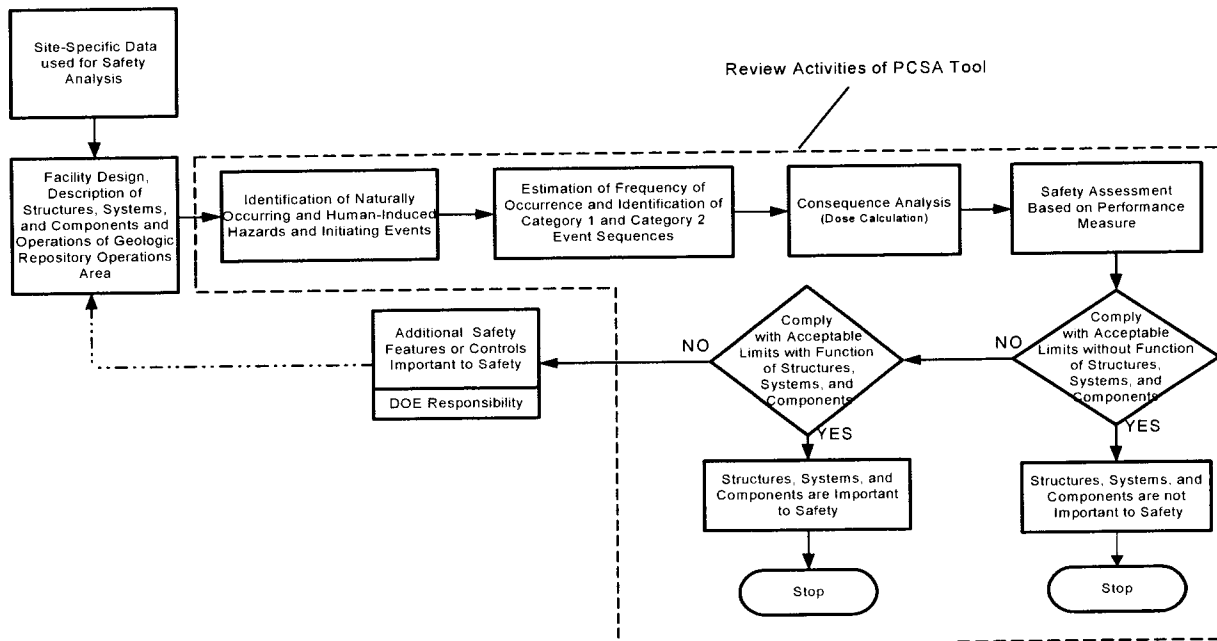 Site-Specific Data
used for Safety
Analysis
Review Activities of PCSA Tool
Facility Design,
Description of
Structures, Systems,
and Components and
Operations of Geologic
Repository Operations
Area
Identification of Naturally
Occurring and Human-Induced
Hazards and Initiating Events
Estimation of Frequency of
Occurrence and Identification of
Category 1 and Category 2
Event Sequences
Consequence Analysis
(Dose Calculation)
Safety Assessment
Based on Performance
Measure
Comply
with Acceptable
Limits without Function
of Structures,
Systems, and
Components
NO
YES
Comply
with Acceptable
Limits with Function
of Structures,
Systems, and
Components
NO
YES
Additional Safety
Features or Controls
Important to Safety
DOE Responsibility
Structures, Systems, and
Components are Important
to Safety
Stop
Structures, Systems, and
Components are not
Important to Safety
Stop